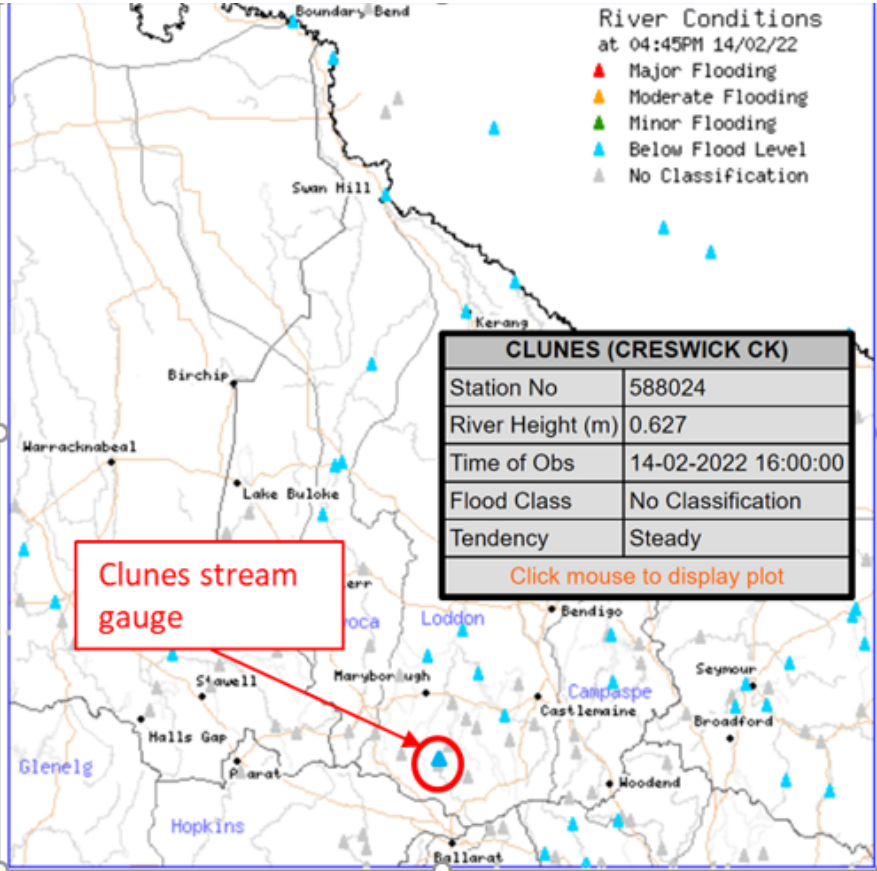 Boundary Bend
River Conditions
at 04:45PM 14/02/22
Major Flooding
Moderate Flooding
Minor Flooding
Below Flood Level
No Classification
Swan Hill
Kerang
CLUNES (CRESWICK CK)
Station No 588024
River Height (m) 0.627
Time of Obs 14-02-2022 16:00:00
Flood Class No Classification
Tendency Steady
Click mouse to display plot
Birchip
Warracknabeal
Lake Buloke
Clunes stream
gauge
err
voca
Loddon
Bendigo
Stawell
Maryborough
Campaspe
Castlemaine
Seymour
Broadford
Halls Gap
Glenelg
Ararat
Woodend
Hopkins
Ballarat